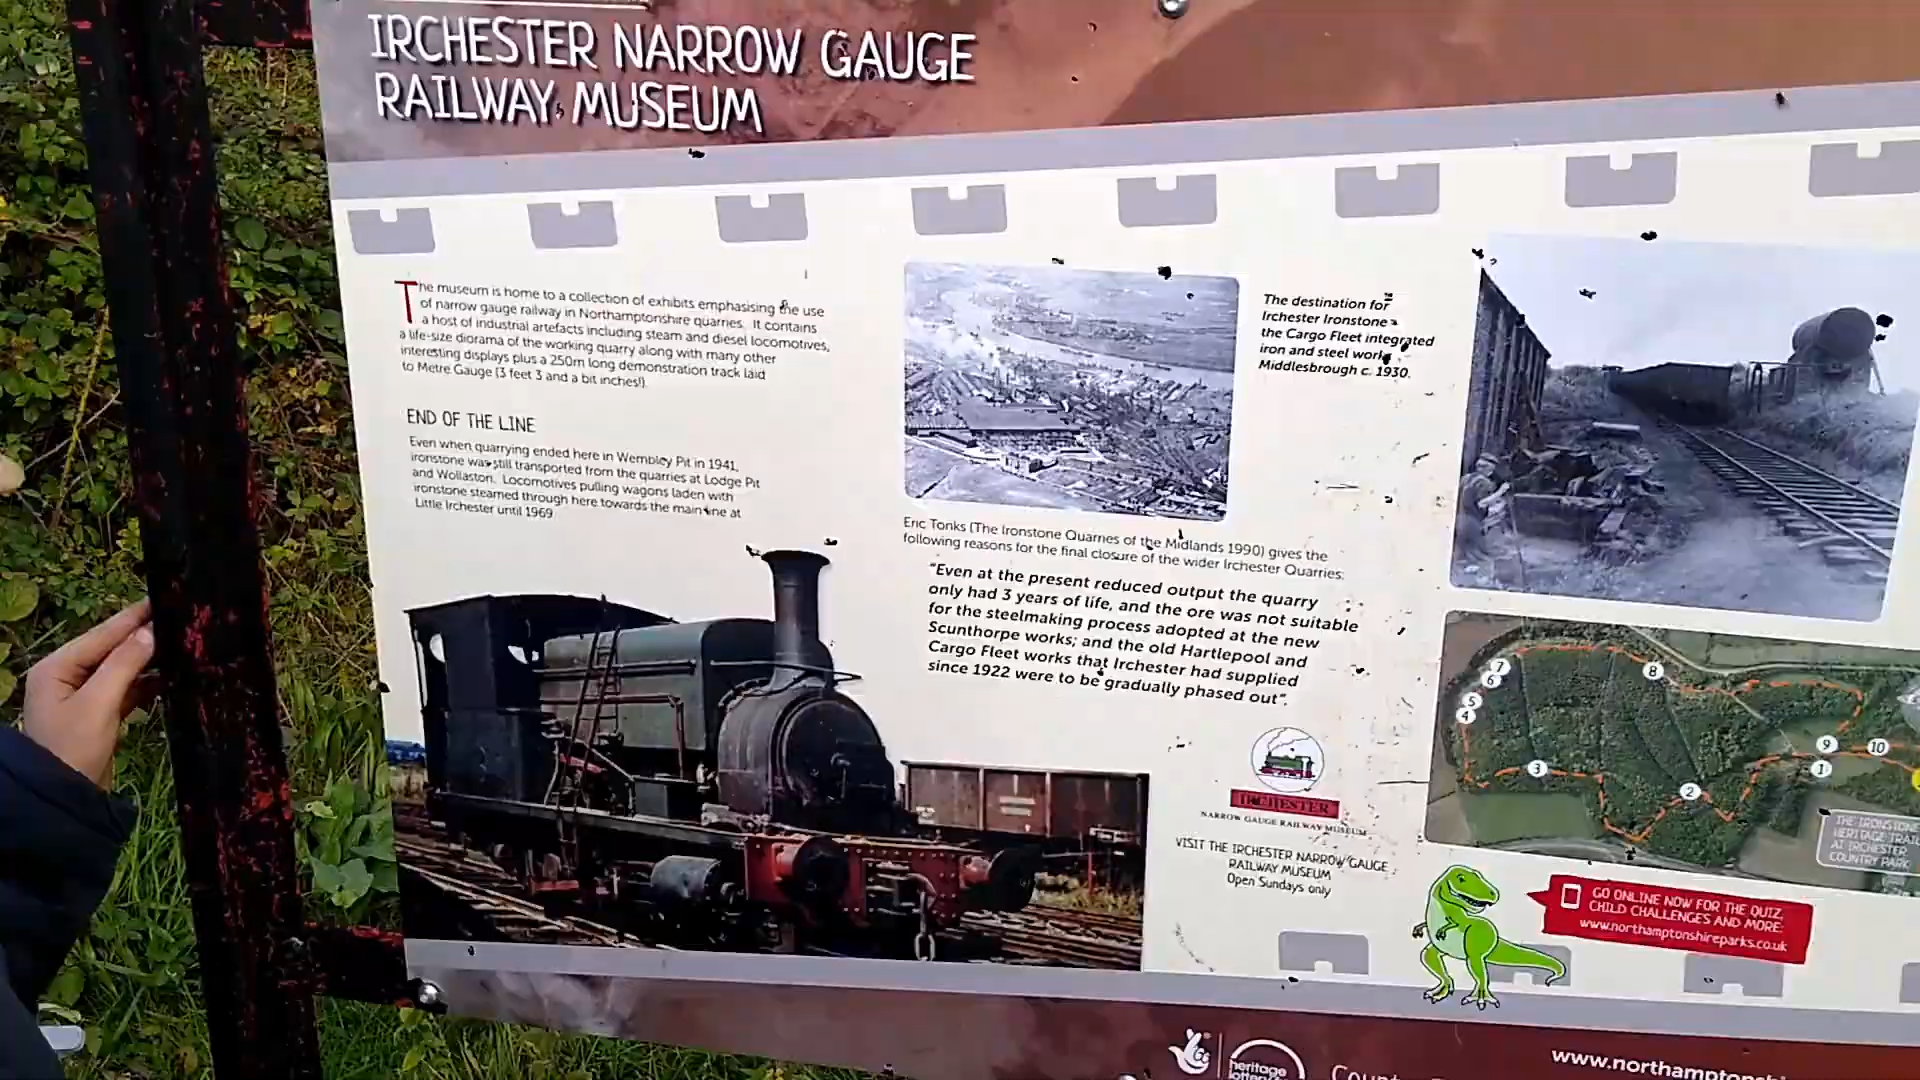 IRCHESTER NARROW GAUGE
RAILWAY MUSEUM
The museum is home to a collection of exhibits emphasising the use
of narrow gauge railway in Northamptonshire quarries. It contains
a host of industrial artefacts including steam and diesel locomotives,
a life-size diorama of the working quarry along with many other
interesting displays plus a 250m long demonstration track laid
to Metre Gauge (3 feet 3 and a bit inches!).
END OF THE LINE
Even when quarrying ended here in Wembley Pit in 1941,
ironstone was still transported from the quarries at Lodge Pit
and Wollaston. Locomotives pulling wagons laden with
ironstone steamed through here towards the main line at
Little Irchester until 1969
The destination for
Irchester Ironstone
the Cargo Fleet integrated
iron and steel works
Middlesbrough c. 1930.
Eric Tonks (The Ironstone Quarries of the Midlands 1990) gives the
following reasons for the final closure of the wider Irchester Quarries:
"Even at the present reduced output the quarry
only had 3 years of life, and the ore was not suitable
for the steelmaking process adopted at the new
Scunthorpe works; and the old Hartlepool and
Cargo Fleet works that Irchester had supplied
since 1922 were to be gradually phased out".
IRCHESTER
NARROW GAUGE RAILWAY MUSEUM
VISIT THE IRCHESTER NARROW GAUGE
RAILWAY MUSEUM
Open Sundays only
7
6
5
4
3
8
2
9
1
10
THE IRONSTONE
HERITAGE TRAIL
AT IRCHESTER
COUNTRY PARK
GO ONLINE NOW FOR THE QUIZ,
CHILD CHALLENGES AND MORE:
www.northamptonshireparks.co.uk
heritage
www.northamptonshi